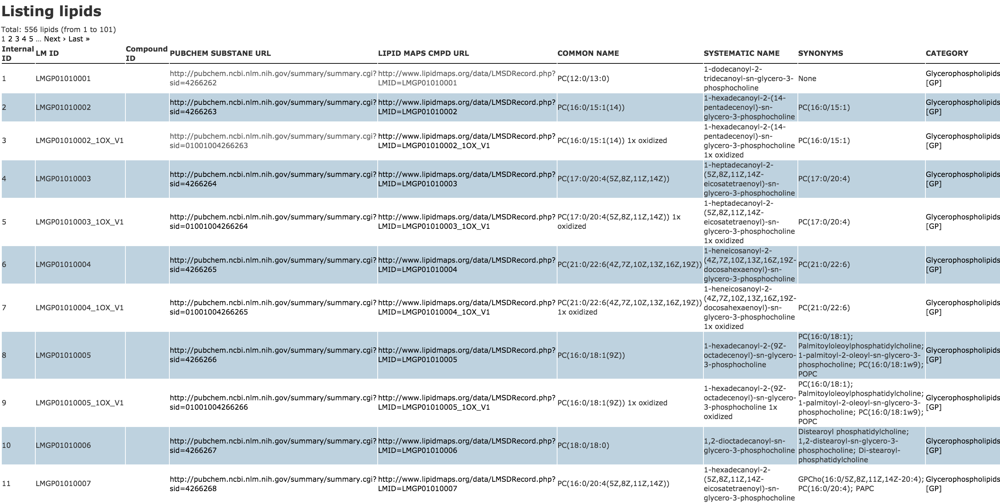 Listing lipids
Total: 556 lipids (from 1 to 101)
1 2 3 4 5 ... Next › Last »
Internal ID LM ID Compound ID PUBCHEM SUBSTANE URL LIPID MAPS CMPD URL COMMON NAME SYSTEMATIC NAME SYNONYMS CATEGORY
1 LMGP01010001 http://pubchem.ncbi.nlm.nih.gov/summary/summary.cgi?sid=4266262 http://www.lipidmaps.org/data/LMSDRecord.php?LMID=LMGP01010001 PC(12:0/13:0) 1-dodecanoyl-2-tridecanoyl-sn-glycero-3-phosphocholine None Glycerophospholipids [GP]
2 LMGP01010002 http://pubchem.ncbi.nlm.nih.gov/summary/summary.cgi?sid=4266263 http://www.lipidmaps.org/data/LMSDRecord.php?LMID=LMGP01010002 PC(16:0/15:1(14)) 1-hexadecanoyl-2-(14-pentadecenoyl)-sn-glycero-3-phosphocholine PC(16:0/15:1) Glycerophospholipids [GP]
3 LMGP01010002_1OX_V1 http://pubchem.ncbi.nlm.nih.gov/summary/summary.cgi?sid=01001004266263 http://www.lipidmaps.org/data/LMSDRecord.php?LMID=LMGP01010002_1OX_V1 PC(16:0/15:1(14)) 1x oxidized 1-hexadecanoyl-2-(14-pentadecenoyl)-sn-glycero-3-phosphocholine 1x oxidized PC(16:0/15:1) Glycerophospholipids [GP]
4 LMGP01010003 http://pubchem.ncbi.nlm.nih.gov/summary/summary.cgi?sid=4266264 http://www.lipidmaps.org/data/LMSDRecord.php?LMID=LMGP01010003 PC(17:0/20:4(5Z,8Z,11Z,14Z)) 1-heptadecanoyl-2-(5Z,8Z,11Z,14Z-eicosatetraenoyl)-sn-glycero-3-phosphocholine PC(17:0/20:4) Glycerophospholipids [GP]
5 LMGP01010003_1OX_V1 http://pubchem.ncbi.nlm.nih.gov/summary/summary.cgi?sid=01001004266264 http://www.lipidmaps.org/data/LMSDRecord.php?LMID=LMGP01010003_1OX_V1 PC(17:0/20:4(5Z,8Z,11Z,14Z)) 1x oxidized 1-heptadecanoyl-2-(5Z,8Z,11Z,14Z-eicosatetraenoyl)-sn-glycero-3-phosphocholine 1x oxidized PC(17:0/20:4) Glycerophospholipids [GP]
6 LMGP01010004 http://pubchem.ncbi.nlm.nih.gov/summary/summary.cgi?sid=4266265 http://www.lipidmaps.org/data/LMSDRecord.php?LMID=LMGP01010004 PC(21:0/22:6(4Z,7Z,10Z,13Z,16Z,19Z)) 1-heneicosanoyl-2-(4Z,7Z,10Z,13Z,16Z,19Z-docosahexaenoyl)-sn-glycero-3-phosphocholine PC(21:0/22:6) Glycerophospholipids [GP]
7 LMGP01010004_1OX_V1 http://pubchem.ncbi.nlm.nih.gov/summary/summary.cgi?sid=01001004266265 http://www.lipidmaps.org/data/LMSDRecord.php?LMID=LMGP01010004_1OX_V1 PC(21:0/22:6(4Z,7Z,10Z,13Z,16Z,19Z)) 1x oxidized 1-heneicosanoyl-2-(4Z,7Z,10Z,13Z,16Z,19Z-docosahexaenoyl)-sn-glycero-3-phosphocholine 1x oxidized PC(21:0/22:6) Glycerophospholipids [GP]
8 LMGP01010005 http://pubchem.ncbi.nlm.nih.gov/summary/summary.cgi?sid=4266266 http://www.lipidmaps.org/data/LMSDRecord.php?LMID=LMGP01010005 PC(16:0/18:1(9Z)) 1-hexadecanoyl-2-(9Z-octadecenoyl)-sn-glycero-3-phosphocholine PC(16:0/18:1); Palmitoyloleoylphosphatidylcholine; 1-palmitoyl-2-oleoyl-sn-glycero-3-phosphocholine; PC(16:0/18:1w9); POPC Glycerophospholipids [GP]
9 LMGP01010005_1OX_V1 http://pubchem.ncbi.nlm.nih.gov/summary/summary.cgi?sid=01001004266266 http://www.lipidmaps.org/data/LMSDRecord.php?LMID=LMGP01010005_1OX_V1 PC(16:0/18:1(9Z)) 1x oxidized 1-hexadecanoyl-2-(9Z-octadecenoyl)-sn-glycero-3-phosphocholine 1x oxidized PC(16:0/18:1); Palmitoyloleoylphosphatidylcholine; 1-palmitoyl-2-oleoyl-sn-glycero-3-phosphocholine; PC(16:0/18:1w9); POPC Glycerophospholipids [GP]
10 LMGP01010006 http://pubchem.ncbi.nlm.nih.gov/summary/summary.cgi?sid=4266267 http://www.lipidmaps.org/data/LMSDRecord.php?LMID=LMGP01010006 PC(18:0/18:0) 1,2-dioctadecanoyl-sn-glycero-3-phosphocholine Distearoyl phosphatidylcholine; 1,2-distearoyl-sn-glycero-3-phosphocholine; Di-stearoyl-phosphatidylcholine Glycerophospholipids [GP]
11 LMGP01010007 http://pubchem.ncbi.nlm.nih.gov/summary/summary.cgi?sid=4266268 http://www.lipidmaps.org/data/LMSDRecord.php?LMID=LMGP01010007 PC(16:0/20:4(5Z,8Z,11Z,14Z)) 1-hexadecanoyl-2-(5Z,8Z,11Z,14Z-eicosatetraenoyl)-sn-glycero-3-phosphocholine GPCho(16:0/5Z,8Z,11Z,14Z-20:4); PC(16:0/20:4); PAPC Glycerophospholipids [GP]